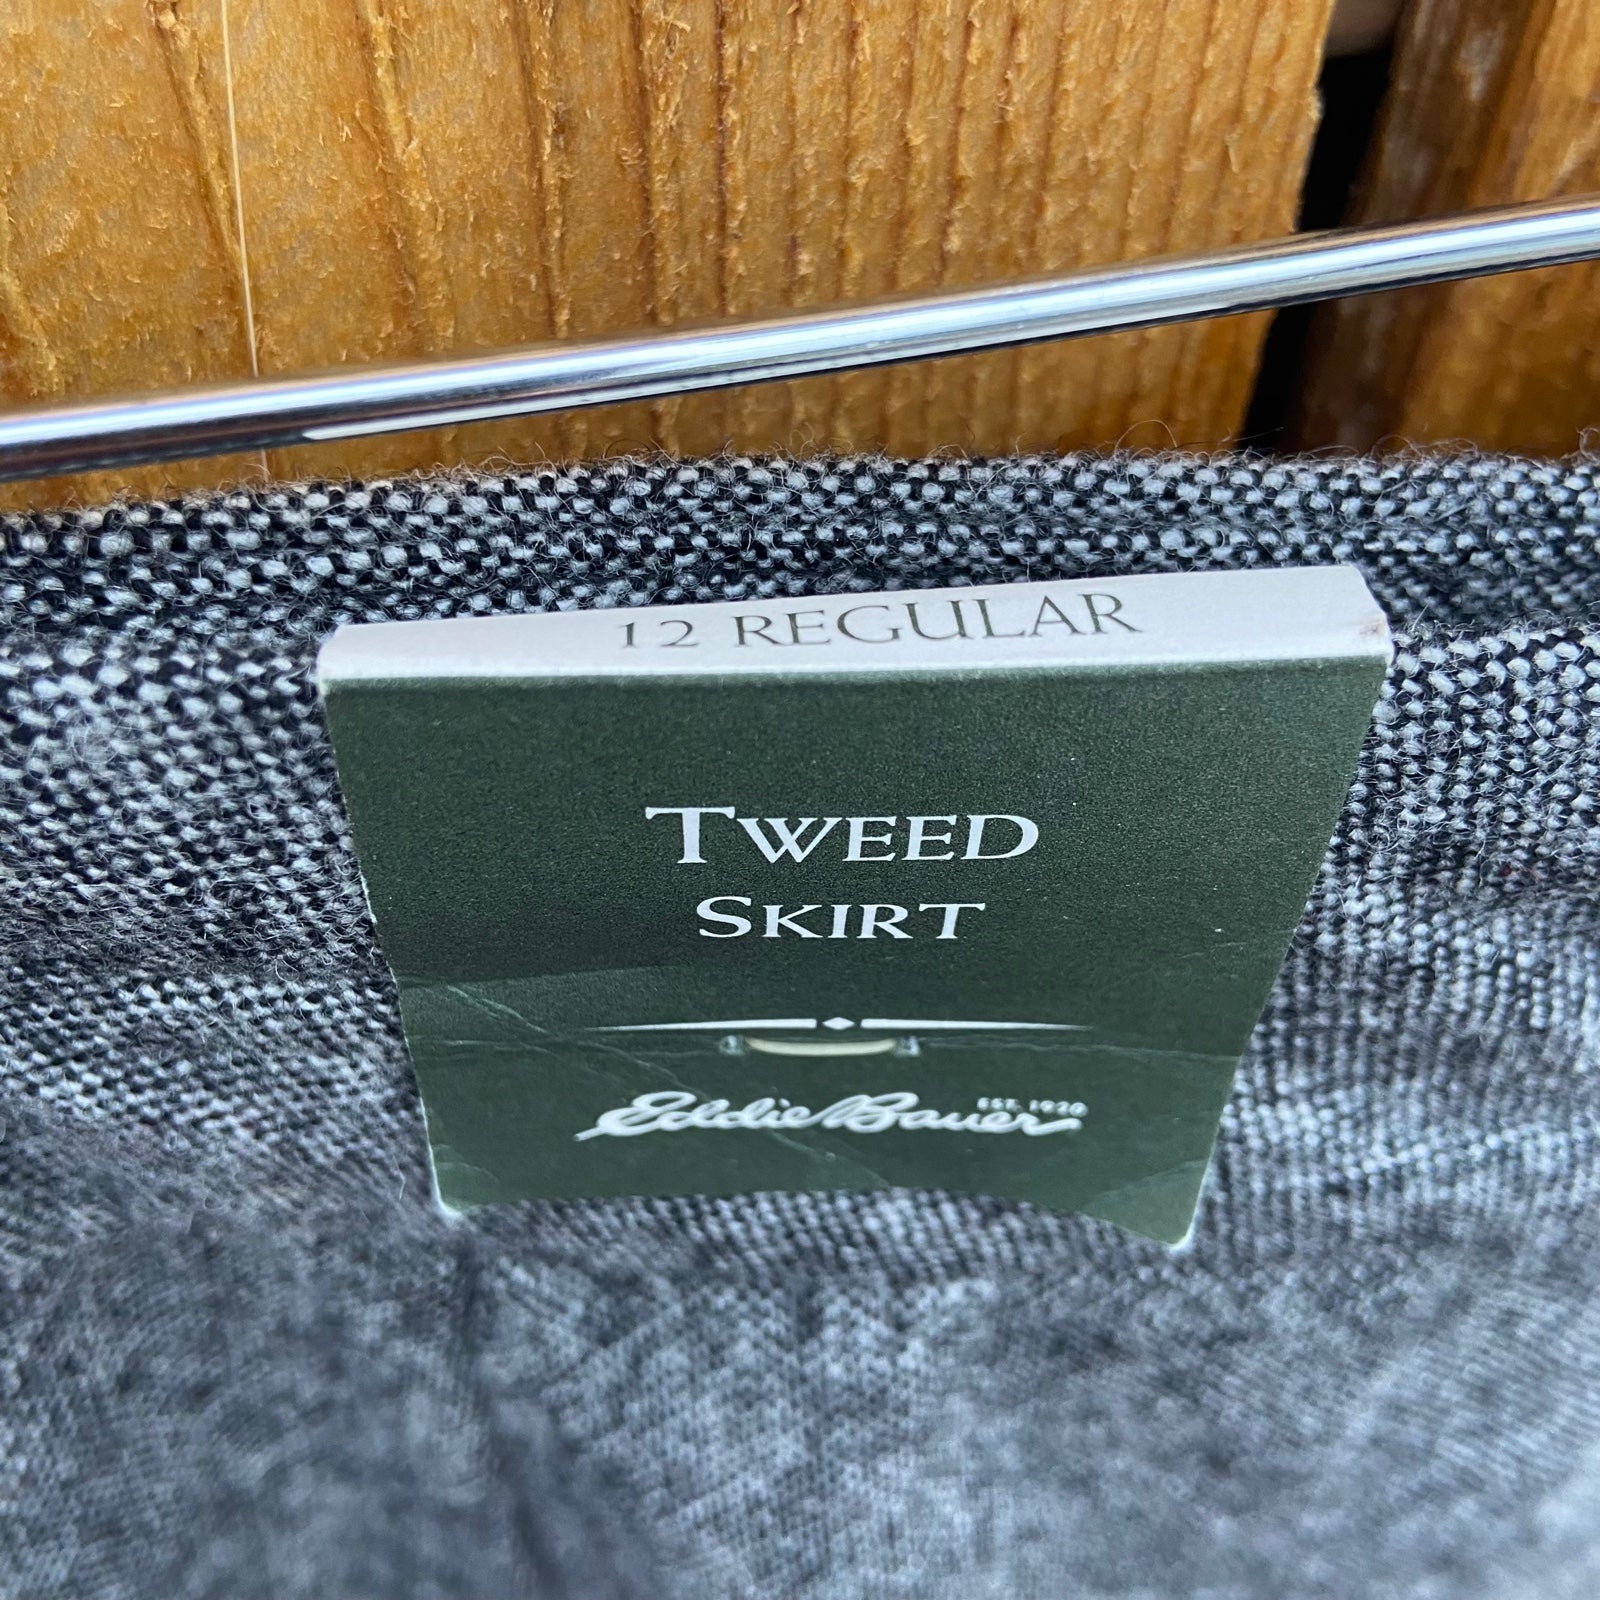 12 REGULAR
TWEED
SKIRT
Eddie Bauer EST. 1920